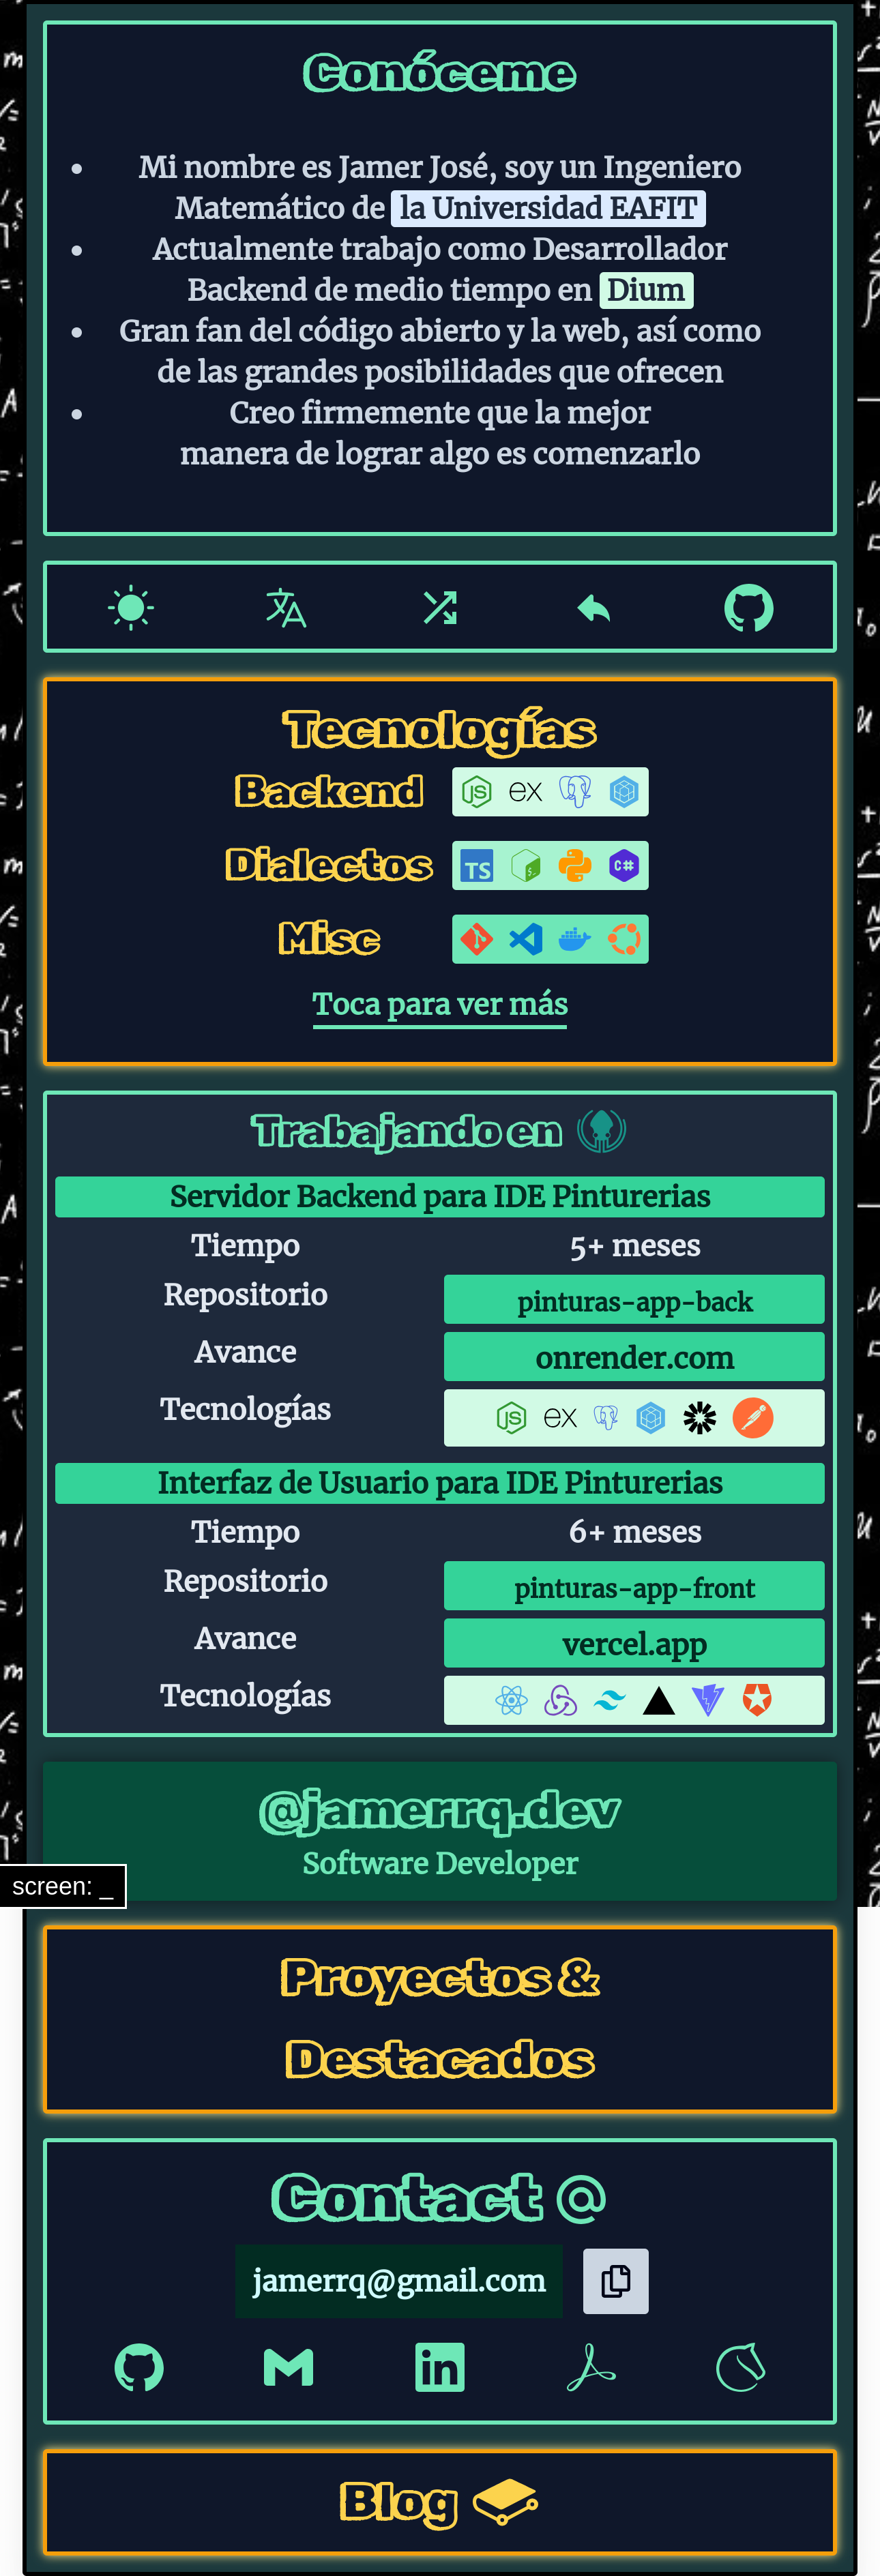 Conóceme
Mi nombre es Jamer José, soy un Ingeniero
Matemático de la Universidad EAFIT
Actualmente trabajo como Desarrollador
Backend de medio tiempo en Dium
Gran fan del código abierto y la web, así como
de las grandes posibilidades que ofrecen
Creo firmemente que la mejor
manera de lograr algo es comenzarlo
Tecnologías
Backend JS ex
Dialectos TS $_ C#
Misc
Toca para ver más
Trabajando en
Servidor Backend para IDE Pinturerias
Tiempo 5+ meses
Repositorio pinturas-app-back
Avance onrender.com
Tecnologías JS ex
Interfaz de Usuario para IDE Pinturerias
Tiempo 6+ meses
Repositorio pinturas-app-front
Avance vercel.app
Tecnologías
@jamerrq.dev
Software Developer
screen: _
Proyectos &
Destacados
Contact @
jamerrq@gmail.com
in
Blog